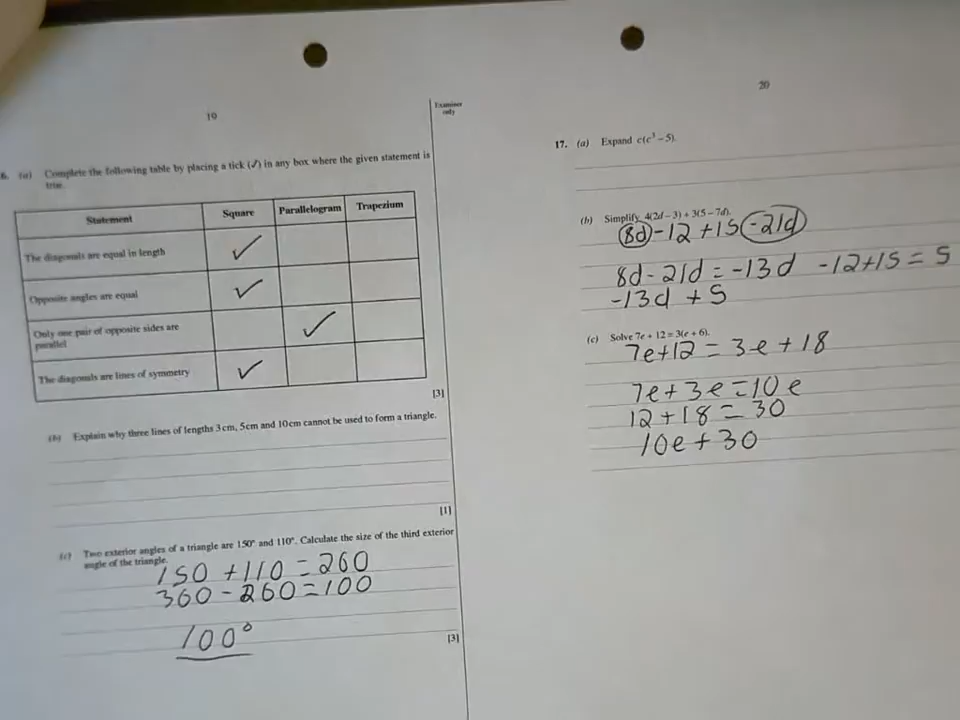 19
Examiner
only
6. (a) Complete the following table by placing a tick (✓) in any box where the given statement is
true.
Statement Square Parallelogram Trapezium
The diagonals are equal in length ✓
Opposite angles are equal ✓
Only one pair of opposite sides are
parallel ✓
The diagonals are lines of symmetry ✓
[3]
(b) Explain why three lines of lengths 3 cm, 5 cm and 10 cm cannot be used to form a triangle.
[1]
(c) Two exterior angles of a triangle are 150° and 110°. Calculate the size of the third exterior
angle of the triangle.
150 + 110 = 260
360 - 260 = 100
100°
[3]
20
17. (a) Expand c(c³ – 5).
(b) Simplify 4(2d – 3) + 3(5 – 7d).
8d - 12 + 15 - 21d
8d - 21d = -13d -12+15 = 5
-13d + 5
(c) Solve 7e + 12 = 3(e + 6).
7e+12 = 3e + 18
7e + 3e = 10e
12 + 18 = 30
10e + 30